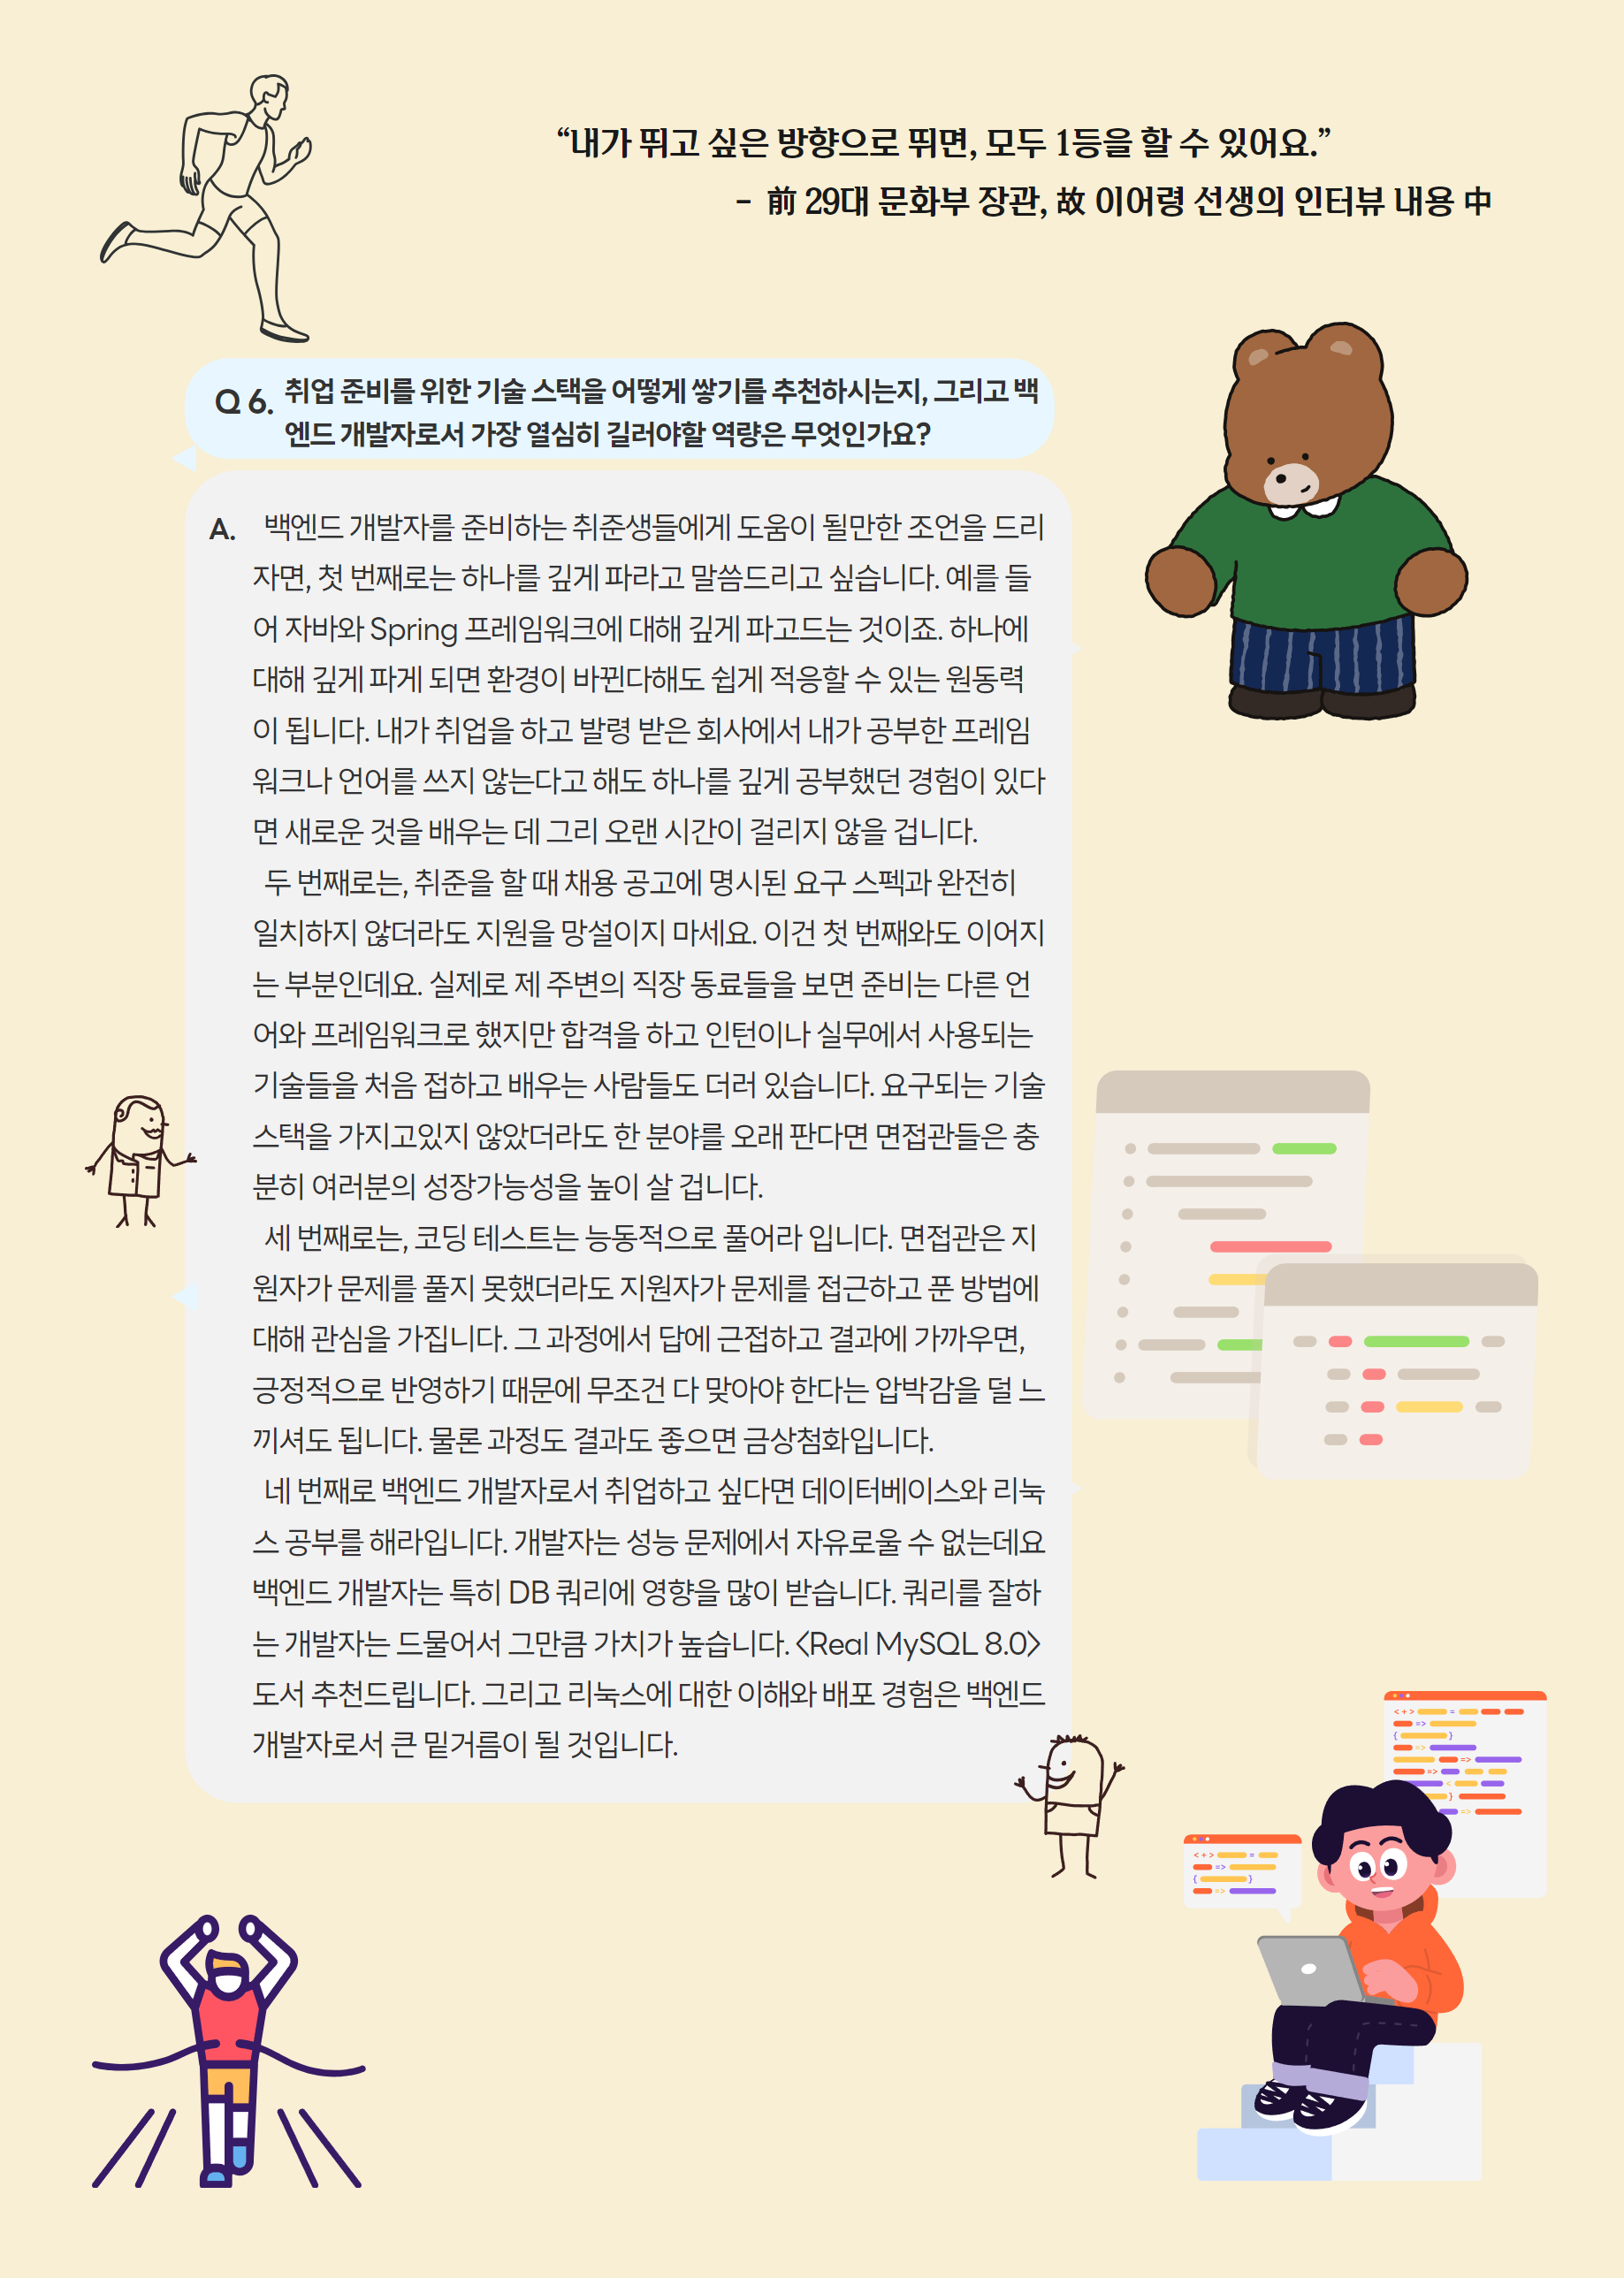 “내가 뛰고 싶은 방향으로 뛰면, 모두 1등을 할 수 있어요.”
- 前 29대 문화부 장관, 故 이어령 선생의 인터뷰 내용 中
Q 6. 취업 준비를 위한 기술 스택을 어떻게 쌓기를 추천하시는지, 그리고 백
엔드 개발자로서 가장 열심히 길러야할 역량은 무엇인가요?
A. 백엔드 개발자를 준비하는 취준생들에게 도움이 될만한 조언을 드리
자면, 첫 번째로는 하나를 깊게 파라고 말씀드리고 싶습니다. 예를 들
어 자바와 Spring 프레임워크에 대해 깊게 파고드는 것이죠. 하나에
대해 깊게 파게 되면 환경이 바뀐다해도 쉽게 적응할 수 있는 원동력
이 됩니다. 내가 취업을 하고 발령 받은 회사에서 내가 공부한 프레임
워크나 언어를 쓰지 않는다고 해도 하나를 깊게 공부했던 경험이 있다
면 새로운 것을 배우는 데 그리 오랜 시간이 걸리지 않을 겁니다.
두 번째로는, 취준을 할 때 채용 공고에 명시된 요구 스펙과 완전히
일치하지 않더라도 지원을 망설이지 마세요. 이건 첫 번째와도 이어지
는 부분인데요. 실제로 제 주변의 직장 동료들을 보면 준비는 다른 언
어와 프레임워크로 했지만 합격을 하고 인턴이나 실무에서 사용되는
기술들을 처음 접하고 배우는 사람들도 더러 있습니다. 요구되는 기술
스택을 가지고있지 않았더라도 한 분야를 오래 판다면 면접관들은 충
분히 여러분의 성장가능성을 높이 살 겁니다.
세 번째로는, 코딩 테스트는 능동적으로 풀어라 입니다. 면접관은 지
원자가 문제를 풀지 못했더라도 지원자가 문제를 접근하고 푼 방법에
대해 관심을 가집니다. 그 과정에서 답에 근접하고 결과에 가까우면,
긍정적으로 반영하기 때문에 무조건 다 맞아야 한다는 압박감을 덜 느
끼셔도 됩니다. 물론 과정도 결과도 좋으면 금상첨화입니다.
네 번째로 백엔드 개발자로서 취업하고 싶다면 데이터베이스와 리눅
스 공부를 해라입니다. 개발자는 성능 문제에서 자유로울 수 없는데요
백엔드 개발자는 특히 DB 쿼리에 영향을 많이 받습니다. 쿼리를 잘하
는 개발자는 드물어서 그만큼 가치가 높습니다. <Real MySQL 8.0>
도서 추천드립니다. 그리고 리눅스에 대한 이해와 배포 경험은 백엔드
개발자로서 큰 밑거름이 될 것입니다.